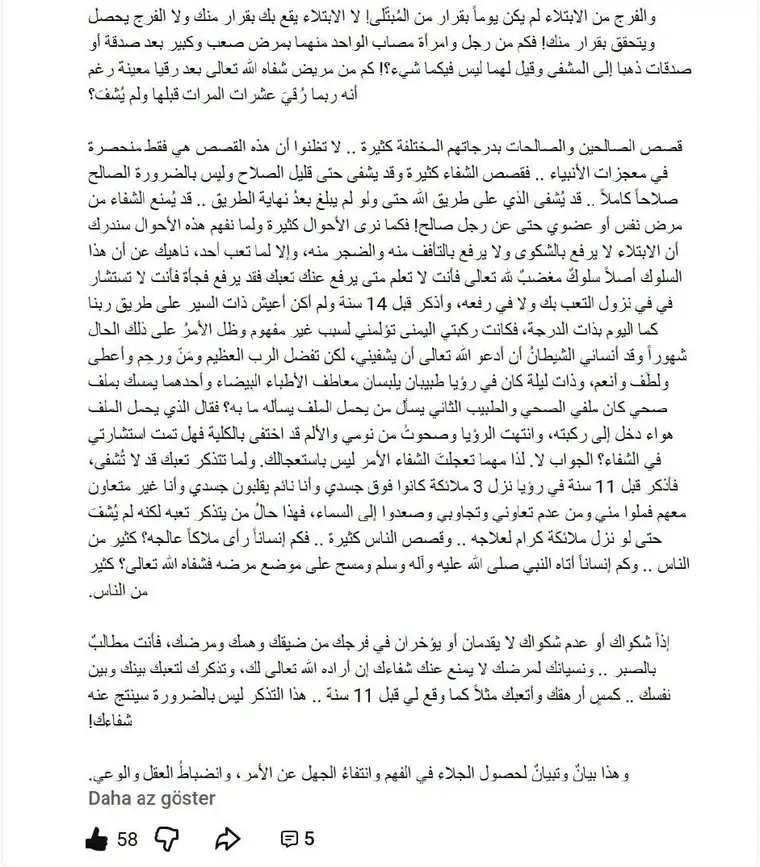 والفرج من الابتلاء لم يكن يوماً بقرار من المُبتَلى! لا الابتلاء يقع بك بقرار منك ولا الفرج يحصل
ويتحقق بقرار منك! فكم من رجل وامرأة مصاب الواحد منهما بمرض صعب وكبير بعد صدقة أو
صدقات ذهبا إلى المشفى وقيل لهما ليس فيكما شيء؟! كم من مريض شفاه الله تعالى بعد رقيا معينة رغم
أنه ربما رُقيَ عشرات المرات قبلها ولم يُشفَ؟
قصص الصالحين والصالحات بدرجاتهم المختلفة كثيرة .. لا تظنوا أن هذه القصص هي فقط منحصرة
في معجزات الأنبياء .. فقصص الشفاء كثيرة وقد يشفى حتى قليل الصلاح وليس بالضرورة الصالح
صلاحاً كاملاً .. قد يُشفى الذي على طريق الله حتى ولو لم يبلغ بعدُ نهاية الطريق .. قد يُمنع الشفاء من
مرض نفس أو عضوي حتى عن رجل صالح! فكما نرى الأحوال كثيرة ولما نفهم هذه الأحوال سندرك
أن الابتلاء لا يرفع بالشكوى ولا يرفع بالتأفف منه والضجر منه، وإلا لما تعب أحد، ناهيك عن أن هذا
السلوك أصلاً سلوكٌ مغضبٌ لله تعالى فأنت لا تعلم متى يرفع عنك تعبك فقد يرفع فجأة فأنت لا تستشار
في في نزول التعب بك ولا في رفعه، وأذكر قبل 14 سنة ولم أكن أعيش ذات السير على طريق ربنا
كما اليوم بذات الدرجة، فكانت ركبتي اليمنى تؤلمني لسبب غير مفهوم وظل الأمرُ على ذلك الحال
شهوراً وقد أنساني الشيطانُ أن أدعو الله تعالى أن يشفيني، لكن تفضل الرب العظيم ومَنّ ورحِم وأعطى
ولطَف وأنعم، وذات ليلة كان في رؤيا طبيبان يلبسان معاطف الأطباء البيضاء وأحدهما يمسك بملف
صحي كان ملفي الصحي والطبيب الثاني يسأل من يحمل الملف يسأله ما به؟ فقال الذي يحمل الملف
هواء دخل إلى ركبته، وانتهت الرؤيا وصحوتُ من نومي والألم قد اختفى بالكلية فهل تمت استشارتي
في الشفاء؟ الجواب لا. لذا مهما تعجلتَ الشفاء الأمر ليس باستعجالك. ولما تتذكر تعبك قد لا تُشفى،
فأذكر قبل 11 سنة في رؤيا نزل 3 ملائكة كانوا فوق جسدي وأنا نائم يقلبون جسدي وأنا غير متعاون
معهم فملوا مني ومن عدم تعاوني وتجاوبي وصعدوا إلى السماء، فهذا حالُ من يتذكر تعبه لكنه لم يُشفَ
حتى لو نزل ملائكة كرام لعلاجه .. وقصص الناس كثيرة .. فكم إنساناً رأى ملاكاً عالجه؟ كثير من
الناس .. وكم إنساناً أتاه النبي صلى الله عليه وآله وسلم ومسح على موضع مرضه فشفاه الله تعالى؟ كثير
من الناس.
إذاً شكواك أو عدم شكواك لا يقدمان أو يؤخران في فرجك من ضيقك وهمك ومرضك، فأنت مطالبٌ
بالصبر .. ونسيانك لمرضك لا يمنع عنك شفاءك إن أراده الله تعالى لك، وتذكرك لتعبك بينك وبين
نفسك .. كمسٍ أرهقك وأتعبك مثلاً كما وقع لي قبل 11 سنة .. هذا التذكر ليس بالضرورة سينتج عنه
شفاءك!
وهذا بيانٌ وتبيانٌ لحصول الجلاء في الفهم وانتفاءُ الجهل عن الأمر، وانضباطُ العقل والوعي.
Daha az göster
58 5